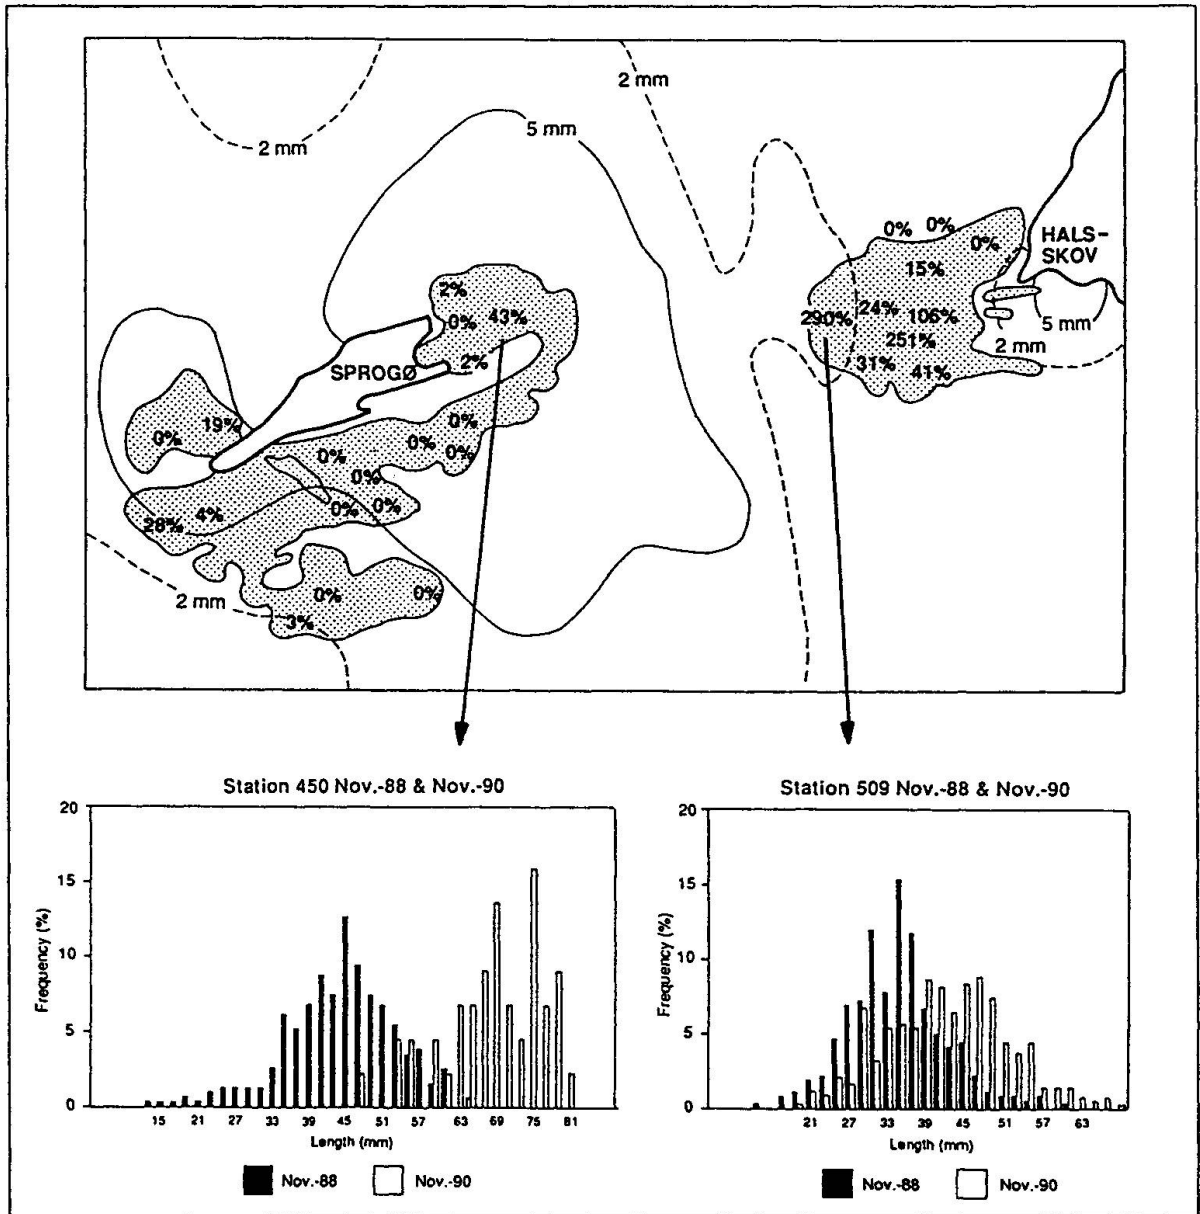 2 mm
2 mm
5 mm
0% 0%
HALS-
SKOV
0%
15%
2%
24%
106%
290%
0% 43%
251%
5 mm
2 mm
2%
31%
41%
SPROGØ
19%
0%
0%
0%
0%
0%
0%
28%
4%
0%
0%
2 mm
0%
0%
3%
Station 450 Nov.-88 & Nov.-90
20
15
10
5
0
Frequency (%)
15 21 27 33 39 45 51 57 63 69 75 81
Length (mm)
Nov.-88 Nov.-90
Station 509 Nov.-88 & Nov.-90
20
15
10
5
0
Frequency (%)
21 27 33 39 45 51 57 63
Length (mm)
Nov.-88 Nov.-90